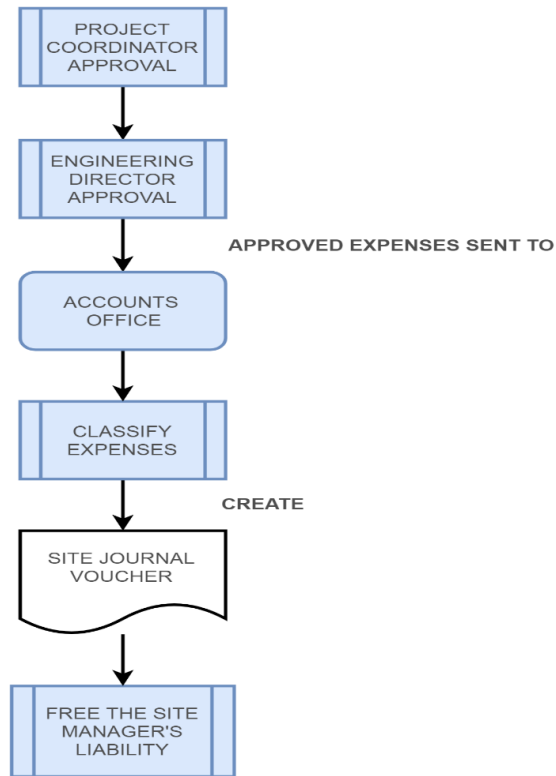 PROJECT
COORDINATOR
APPROVAL
ENGINEERING
DIRECTOR
APPROVAL
APPROVED EXPENSES SENT TO
ACCOUNTS
OFFICE
CLASSIFY
EXPENSES
CREATE
SITE JOURNAL
VOUCHER
FREE THE SITE
MANAGER'S
LIABILITY